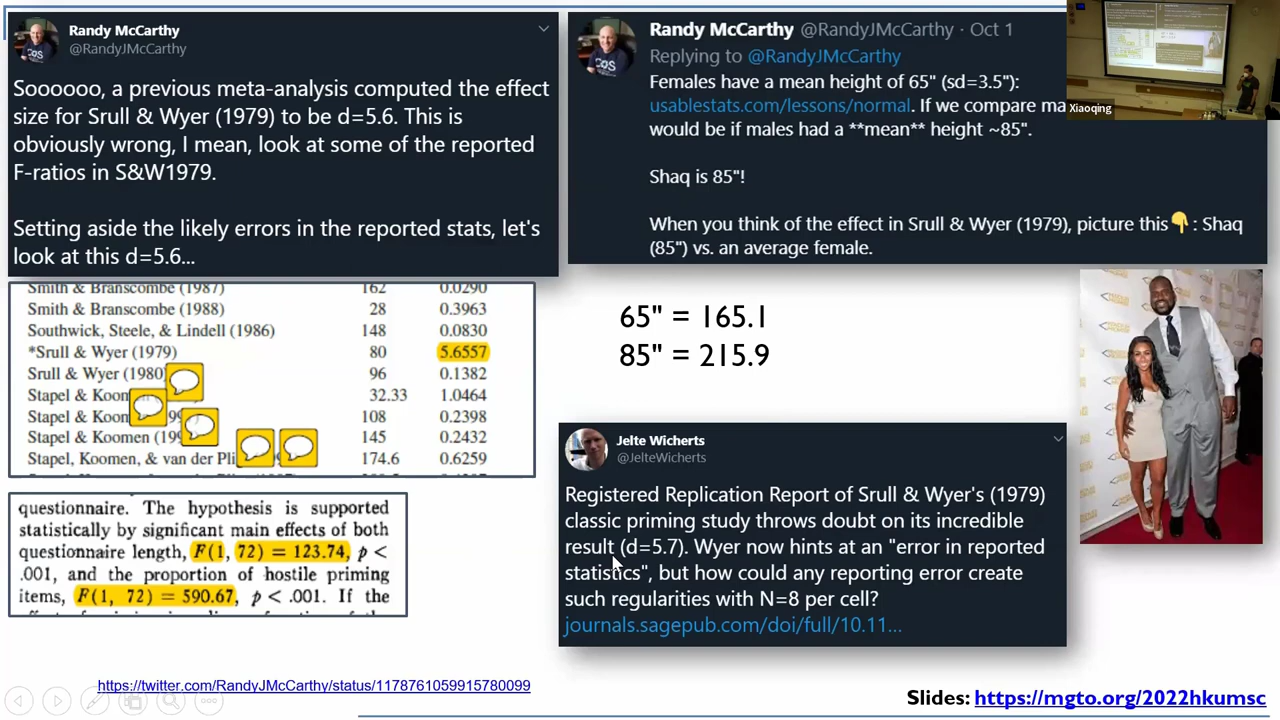 Randy McCarthy
@RandyJMcCarthy
Soooooo, a previous meta-analysis computed the effect
size for Srull & Wyer (1979) to be d=5.6. This is
obviously wrong, I mean, look at some of the reported
F-ratios in S&W1979.
Setting aside the likely errors in the reported stats, let's
look at this d=5.6...
Randy McCarthy @RandyJMcCarthy · Oct 1
Replying to @RandyJMcCarthy
Females have a mean height of 65" (sd=3.5"):
usablestats.com/lessons/normal. If we compare ma
would be if males had a **mean** height ~85".
Shaq is 85"!
When you think of the effect in Srull & Wyer (1979), picture this👇: Shaq
(85") vs. an average female.
Xiaoqing
Smith & Branscombe (1987) 162 0.0290
Smith & Branscombe (1988) 28 0.3963
Southwick, Steele, & Lindell (1986) 148 0.0830
*Srull & Wyer (1979) 80 5.6557
Srull & Wyer (1980) 96 0.1382
Stapel & Koom 32.33 1.0464
Stapel & Koom 108 0.2398
Stapel & Koomen (199 145 0.2432
Stapel, Koomen, & van der Pli 174.6 0.6259
65" = 165.1
85" = 215.9
questionnaire. The hypothesis is supported
statistically by significant main effects of both
questionnaire length, F(1, 72) = 123.74, p <
.001, and the proportion of hostile priming
items, F(1, 72) = 590.67, p < .001. If the
Jelte Wicherts
@JelteWicherts
Registered Replication Report of Srull & Wyer's (1979)
classic priming study throws doubt on its incredible
result (d=5.7). Wyer now hints at an "error in reported
statistics", but how could any reporting error create
such regularities with N=8 per cell?
journals.sagepub.com/doi/full/10.11...
https://twitter.com/RandyJMcCarthy/status/1178761059915780099
Slides: https://mgto.org/2022hkumsc